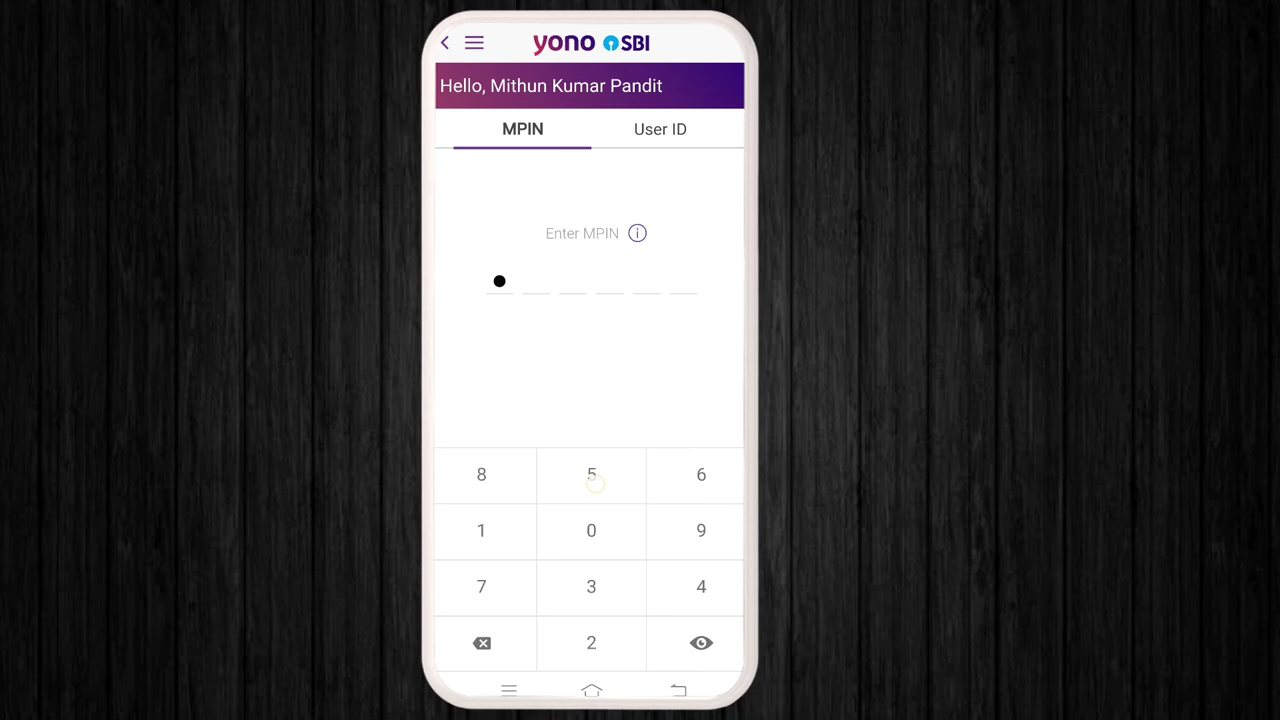 yono SBI
Hello, Mithun Kumar Pandit
MPIN User ID
Enter MPIN i
8 5 6
1 0 9
7 3 4
2